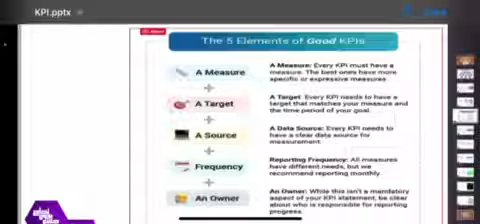 KPI.pptx
The 5 Elements of Good KPIs
A Measure
A Measure: Every KPI must have a
measure. The best ones have more
specific or expressive measures.
A Target
A Target: Every KPI needs to have a
target that matches your measure and
the time period of your goal.
A Source
A Data Source: Every KPI needs to
have a clear data source for
measurement.
Frequency
Reporting Frequency: All measures
have different needs, but we
recommend reporting monthly.
An Owner
An Owner: While this isn't a mandatory
aspect of your KPI statement, be
clear about who is responsible for reporting
progress.